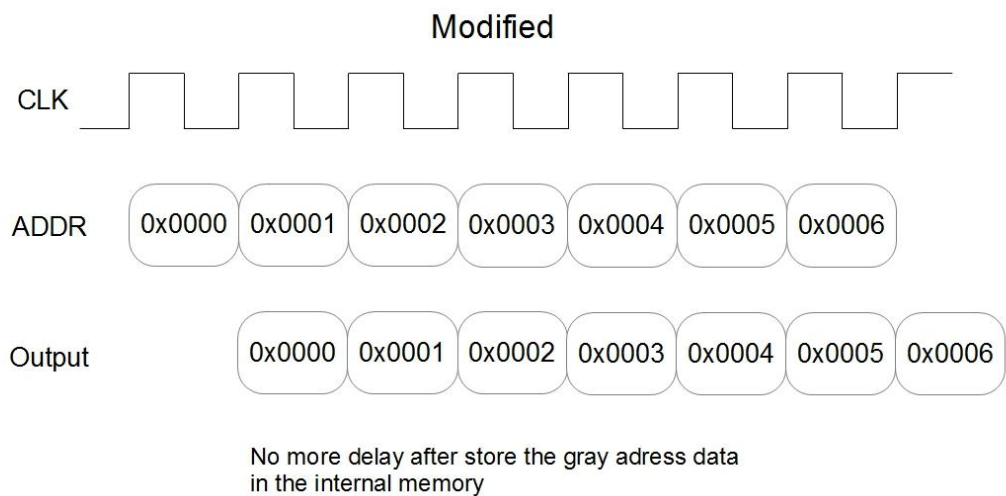 Modified
CLK
ADDR 0x0000 0x0001 0x0002 0x0003 0x0004 0x0005 0x0006
Output 0x0000 0x0001 0x0002 0x0003 0x0004 0x0005 0x0006
No more delay after store the gray adress data
in the internal memory